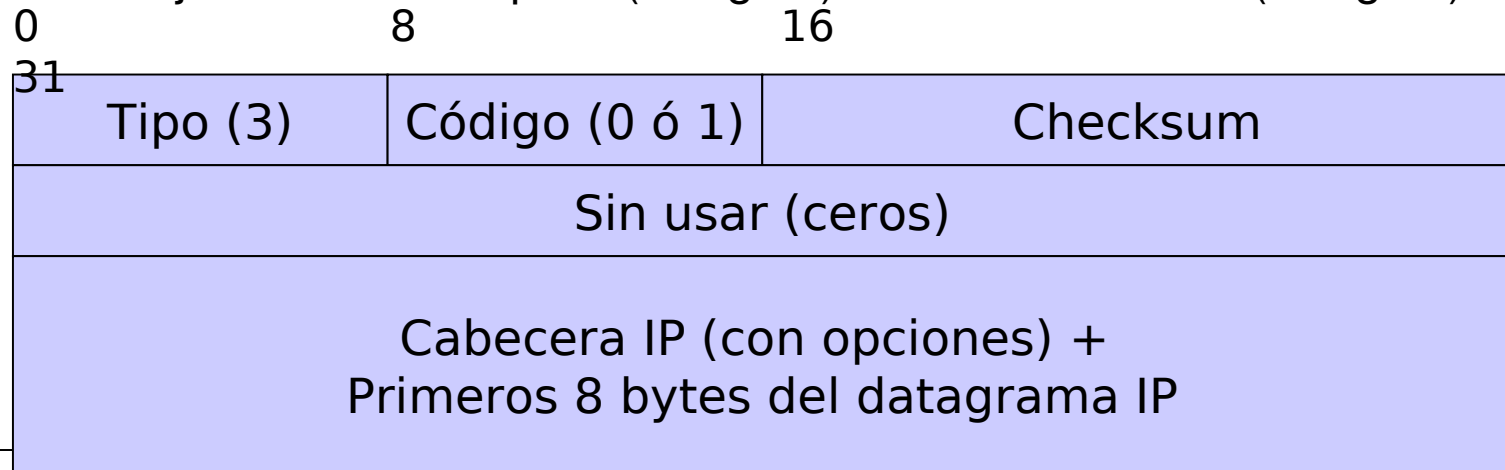 0 8 16
31
Tipo (3) Código (0 ó 1) Checksum
Sin usar (ceros)
Cabecera IP (con opciones) +
Primeros 8 bytes del datagrama IP